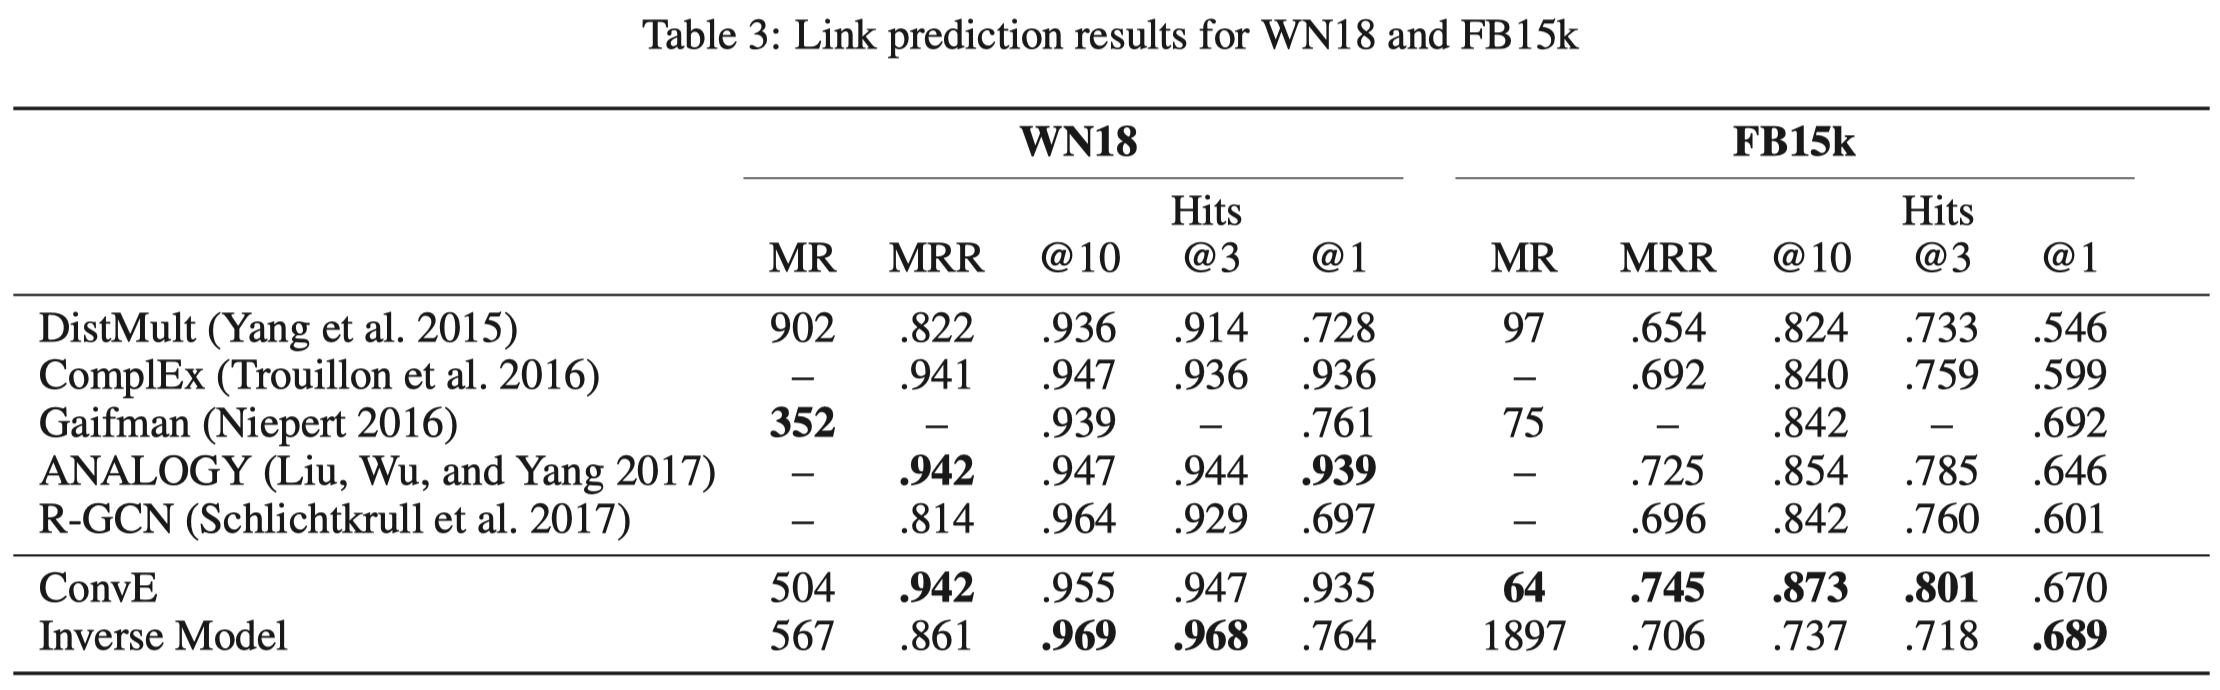 Table 3: Link prediction results for WN18 and FB15k
WN18 FB15k
Hits Hits
MR MRR @10 @3 @1 MR MRR @10 @3 @1
DistMult (Yang et al. 2015) 902 .822 .936 .914 .728 97 .654 .824 .733 .546
ComplEx (Trouillon et al. 2016) – .941 .947 .936 .936 – .692 .840 .759 .599
Gaifman (Niepert 2016) 352 – .939 – .761 75 – .842 – .692
ANALOGY (Liu, Wu, and Yang 2017) – .942 .947 .944 .939 – .725 .854 .785 .646
R-GCN (Schlichtkrull et al. 2017) – .814 .964 .929 .697 – .696 .842 .760 .601
ConvE 504 .942 .955 .947 .935 64 .745 .873 .801 .670
Inverse Model 567 .861 .969 .968 .764 1897 .706 .737 .718 .689